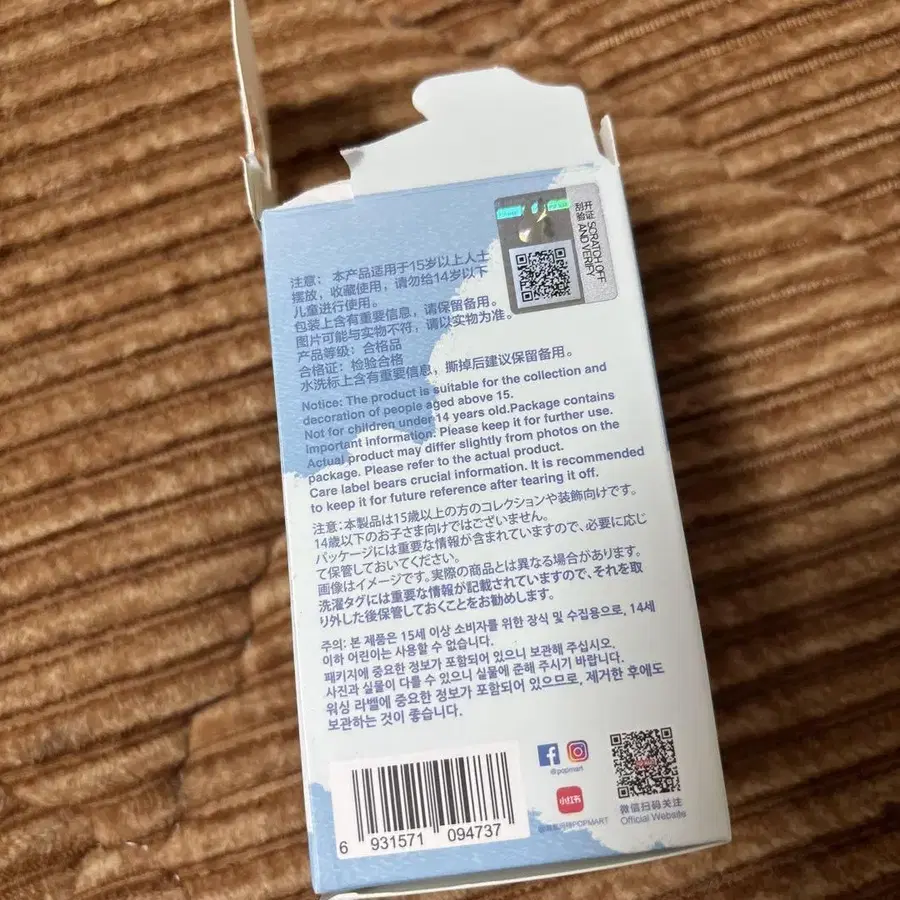 刮开
验证
SCRATCH OFF
AND VERIFY
注意： 本产品适用于15岁以上人士
摆放，收藏使用，请勿给14岁以下
儿童进行使用。
包装上含有重要信息，请保留备用。
图片可能与实物不符，请以实物为准。
产品等级：合格品
合格证：检验合格
水洗标上含有重要信息，撕掉后建议保留备用。
Notice: The product is suitable for the collection and
decoration of people aged above 15.
Not for children under 14 years old.Package contains
important information. Please keep it for further use.
Actual product may differ slightly from photos on the
package. Please refer to the actual product.
Care label bears crucial information. It is recommended
to keep it for future reference after tearing it off.
注意：本製品は15歳以上の方のコレクションや装飾向けです。
14歳以下のお子さま向けではございません。
パッケージには重要な情報が含まれていますので、必要に応じ
て保管しておいてください。
画像はイメージです。実際の商品とは異なる場合があります。
洗濯タグには重要な情報が記載されていますので、それを取
り外した後保管しておくことをお勧めします。
주의: 본 제품은 15세 이상 소비자를 위한 장식 및 수집용으로, 14세
이하 어린이는 사용할 수 없습니다.
패키지에 중요한 정보가 포함되어 있으니 보관해 주십시오.
사진과 실물이 다를 수 있으니 실물에 준해 주시기 바랍니다.
워싱 라벨에 중요한 정보가 포함되어 있으므로, 제거한 후에도
보관하는 것이 좋습니다.
@popmart
小红书
POPMART
微信扫码关注
Official Website
6 931571 094737